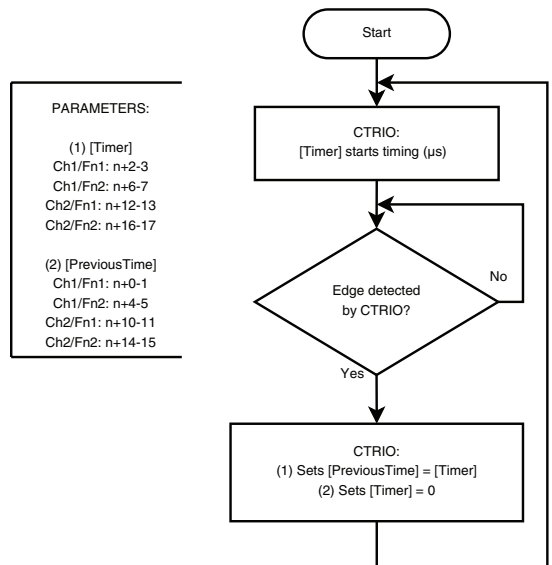 Start
PARAMETERS:
(1) [Timer]
Ch1/Fn1: n+2-3
Ch1/Fn2: n+6-7
Ch2/Fn1: n+12-13
Ch2/Fn2: n+16-17
(2) [PreviousTime]
Ch1/Fn1: n+0-1
Ch1/Fn2: n+4-5
Ch2/Fn1: n+10-11
Ch2/Fn2: n+14-15
CTRIO:
[Timer] starts timing (µs)
Edge detected
by CTRIO?
No
Yes
CTRIO:
(1) Sets [PreviousTime] = [Timer]
(2) Sets [Timer] = 0